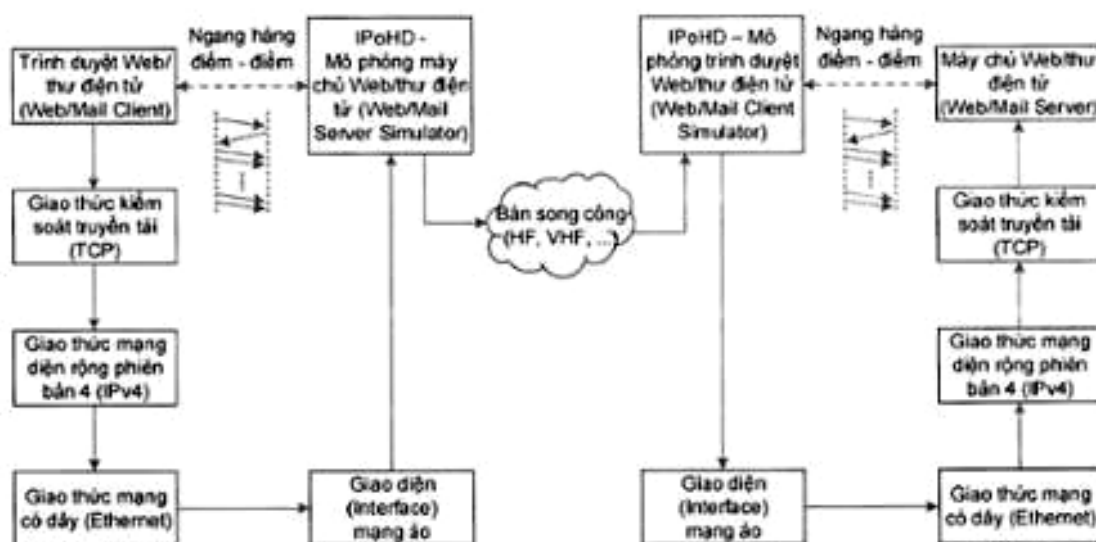 Trình duyệt Web/
thư điện tử
(Web/Mail Client)
Ngang hàng
điểm - điểm
IPoHD -
Mô phỏng máy
chủ Web/thư điện
tử (Web/Mail
Server Simulator)
IPoHD – Mô
phỏng trình duyệt
Web/thư điện tử
(Web/Mail Client
Simulator)
Ngang hàng
điểm - điểm
Máy chủ Web/thư
điện tử
(Web/Mail Server)
Giao thức kiểm
soát truyền tải
(TCP)
Bán song công
(HF, VHF, ...)
Giao thức kiểm
soát truyền tải
(TCP)
Giao thức mạng
diện rộng phiên
bản 4 (IPv4)
Giao thức mạng
diện rộng phiên
bản 4 (IPv4)
Giao thức mạng
có dây (Ethernet)
Giao diện
(Interface)
mạng ảo
Giao diện
(Interface)
mạng ảo
Giao thức mạng
có dây (Ethernet)